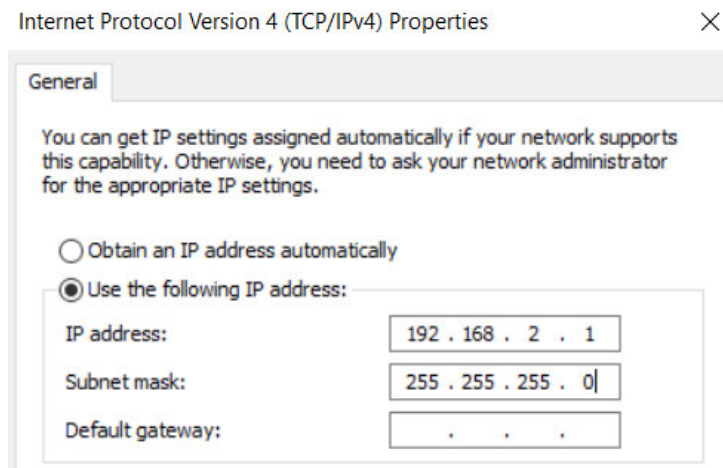 Internet Protocol Version 4 (TCP/IPv4) Properties
General
You can get IP settings assigned automatically if your network supports
this capability. Otherwise, you need to ask your network administrator
for the appropriate IP settings.
Obtain an IP address automatically
Use the following IP address:
IP address: 192 . 168 . 2 . 1
Subnet mask: 255 . 255 . 255 . 0
Default gateway: . . .